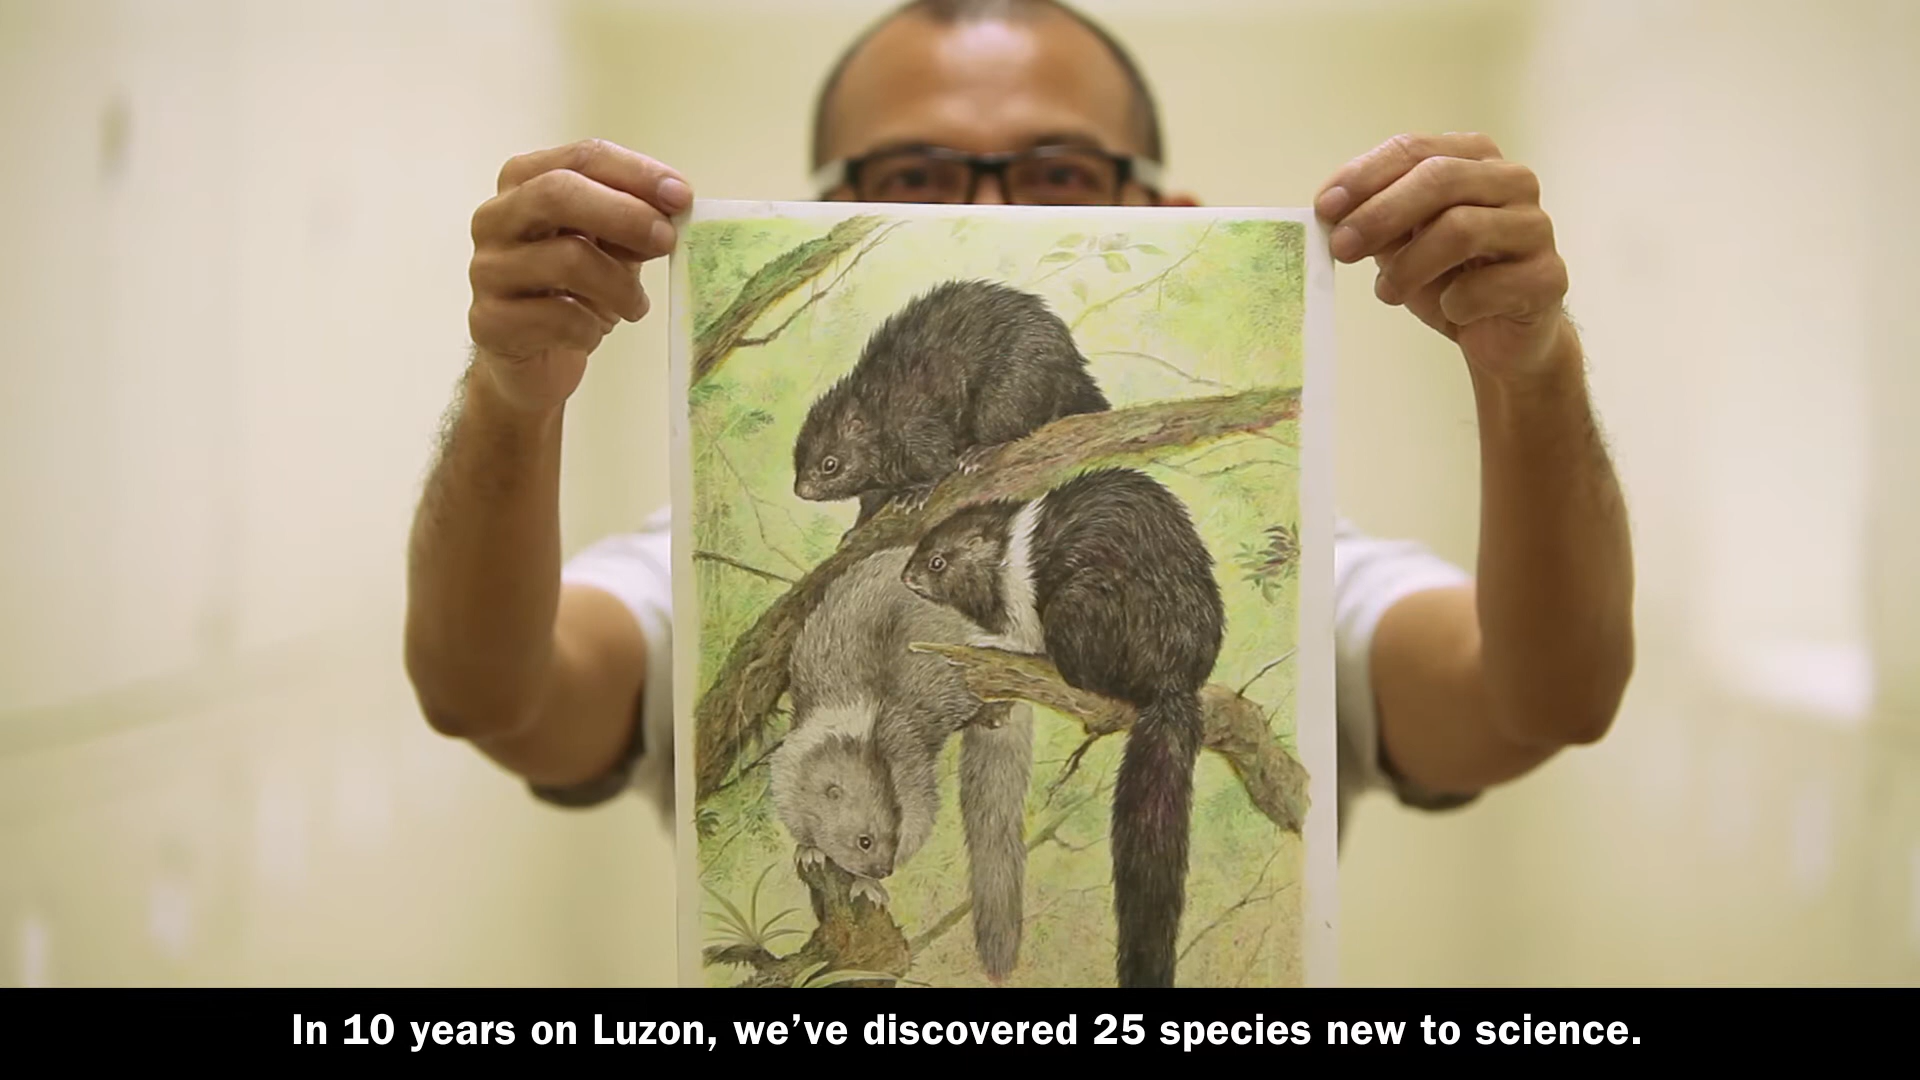 In 10 years on Luzon, we’ve discovered 25 species new to science.